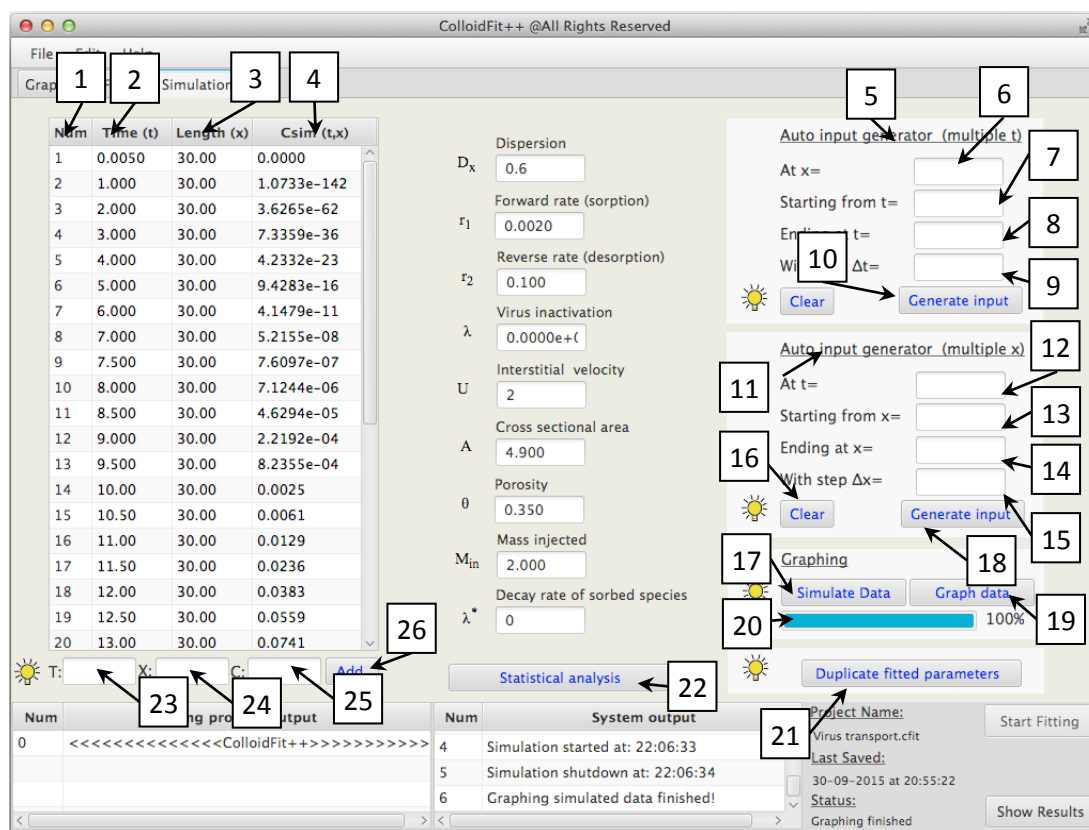 ColloidFit++ @All Rights Reserved
File Edit Help
Simulation
1 2 3 4
Num Time (t) Length (x) Csim (t,x)
1 0.0050 30.00 0.0000
2 1.000 30.00 1.0733e-142
3 2.000 30.00 3.6265e-62
4 3.000 30.00 7.3359e-36
5 4.000 30.00 4.2332e-23
6 5.000 30.00 9.4283e-16
7 6.000 30.00 4.1479e-11
8 7.000 30.00 5.2155e-08
9 7.500 30.00 7.6097e-07
10 8.000 30.00 7.1244e-06
11 8.500 30.00 4.6294e-05
12 9.000 30.00 2.2192e-04
13 9.500 30.00 8.2355e-04
14 10.00 30.00 0.0025
15 10.50 30.00 0.0061
16 11.00 30.00 0.0129
17 11.50 30.00 0.0236
18 12.00 30.00 0.0383
19 12.50 30.00 0.0559
20 13.00 30.00 0.0741
T: X: C: Add
23 24 25 26
Dispersion
Dx 0.6
Forward rate (sorption)
r1 0.0020
Reverse rate (desorption)
r2 0.100
Virus inactivation
λ 0.0000e+0
Interstitial velocity
U 2
Cross sectional area
A 4.900
Porosity
θ 0.350
Mass injected
Min 2.000
Decay rate of sorbed species
λ* 0
Statistical analysis
22
5 6
Auto input generator (multiple t)
At x= 7
Starting from t= 8
Ending at t=
10 Δt= 9
Clear Generate input
Auto input generator (multiple x)
11 12
At t=
Starting from x= 13
Ending at x= 14
16 With step Δx=
Clear Generate input 15
18
Graphing
17 Simulate Data Graph data
20 100% 19
Duplicate fitted parameters
21
Num output
0 <<<<<<<<<<<<<<<ColloidFit++>>>>>>>>>>>>
Num System output
4 Simulation started at: 22:06:33
5 Simulation shutdown at: 22:06:34
6 Graphing simulated data finished!
Project Name:
Virus transport.cfit
Last Saved:
30-09-2015 at 20:55:22
Status:
Graphing finished
Start Fitting
Show Results